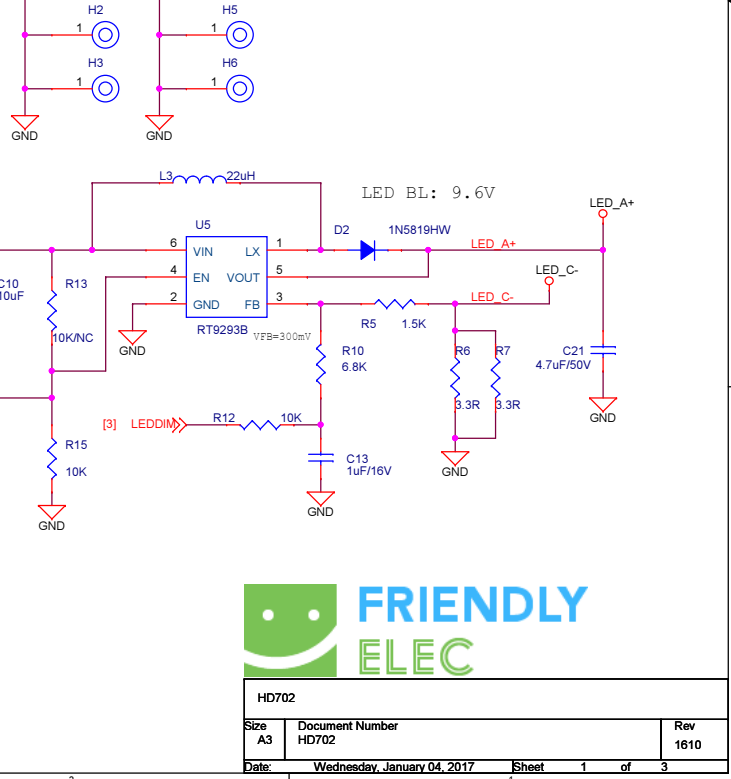 H2
H5
1
1
H3
H6
1
1
GND
GND
L3
22uH
LED BL: 9.6V
LED_A+
U5
D2
1N5819HW
6 VIN LX 1
LED_A+
C10
10uF
R13
4 EN VOUT 5
LED_C-
2 GND FB 3
LED_C-
R5
1.5K
RT9293B
VFB=300mV
10K/NC
GND
R10
6.8K
R6
R7
C21
4.7uF/50V
3.3R
3.3R
GND
[3] LEDDIM
R12
10K
R15
10K
C13
1uF/16V
GND
GND
GND
FRIENDLY
ELEC
HD702
Size
A3
Document Number
HD702
Rev
1610
Date:
Wednesday, January 04, 2017
Sheet 1 of 3